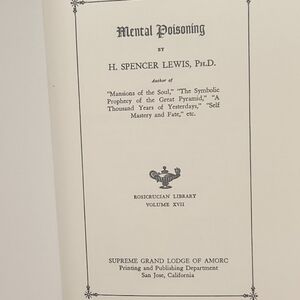 Mental Poisoning
BY
H. SPENCER LEWIS, PH.D.
Author of
"Mansions of the Soul," "The Symbolic
Prophecy of the Great Pyramid," "A
Thousand Years of Yesterdays," "Self
Mastery and Fate," etc.
ROSICRUCIAN LIBRARY
VOLUME XVII
SUPREME GRAND LODGE OF AMORC
Printing and Publishing Department
San Jose, California